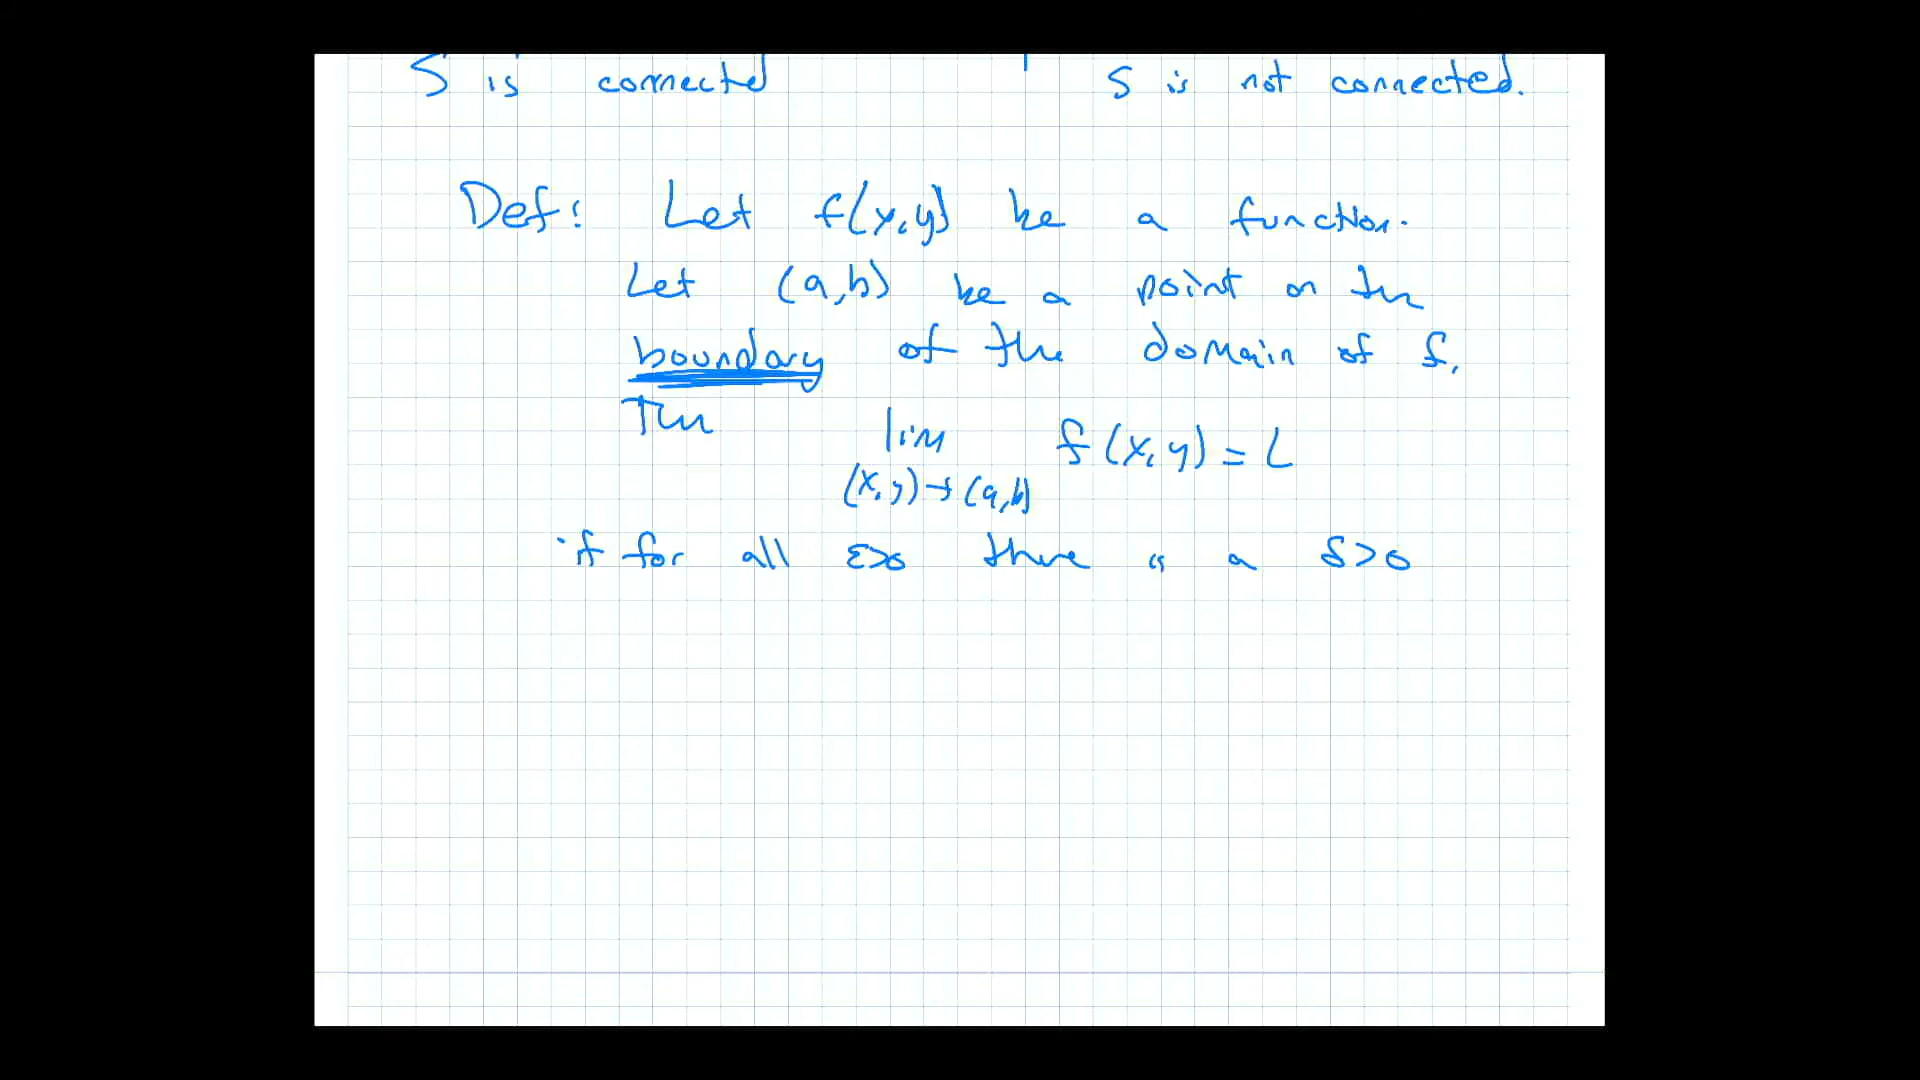 S is connected
S is not connected.
Def: Let f(x,y) be a function.
Let (a,b) be a point on the
boundary of the domain of f.
Then lim f(x,y) = L
(x,y)→(a,b)
if for all ε>0 there is a δ>0